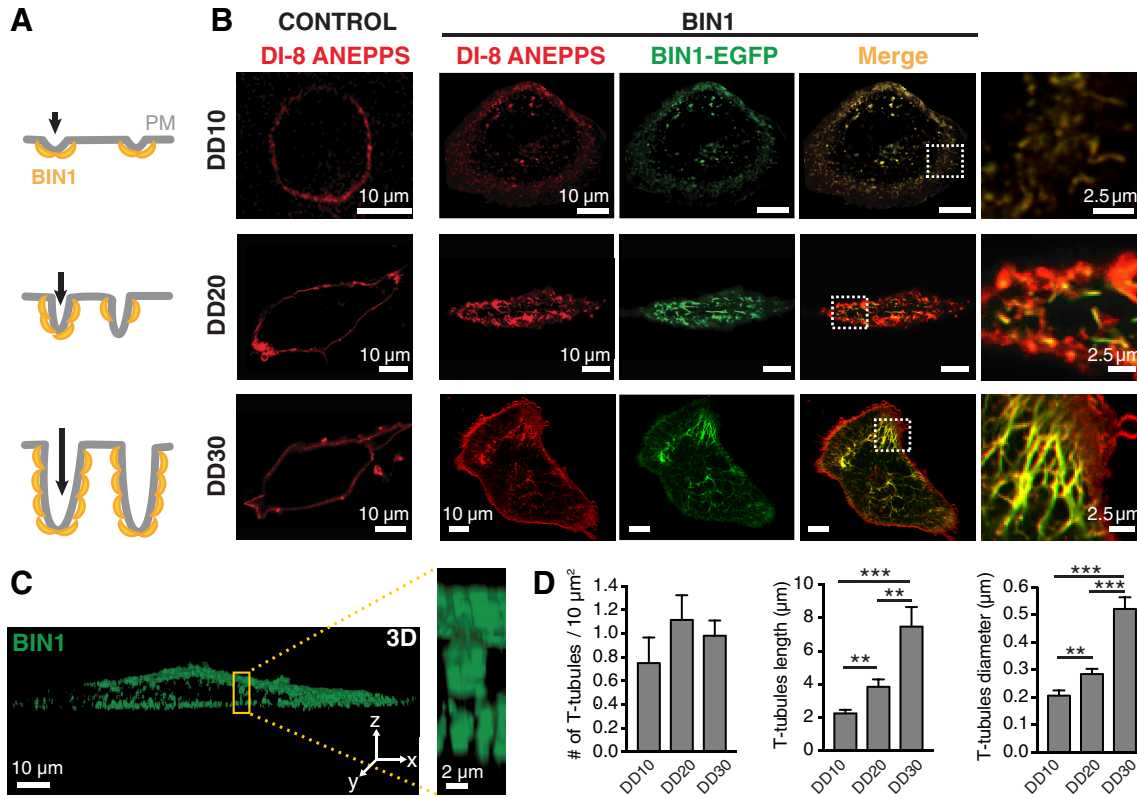 A
PM
BIN1
B
CONTROL
BIN1
DI-8 ANEPPS
DI-8 ANEPPS
BIN1-EGFP
Merge
DD10
10 µm
10 µm
2.5 µm
DD20
10 µm
10 µm
2.5 µm
DD30
10 µm
10 µm
2.5 µm
C
BIN1
3D
z
x
y
10 µm
2 µm
D
# of T-tubules / 10 µm²
1.4
1.2
1.0
0.8
0.6
0.4
0.2
0.0
DD10
DD20
DD30
T-tubules length (µm)
10
8
6
4
2
0
***
**
**
DD10
DD20
DD30
T-tubules diameter (µm)
0.6
0.5
0.4
0.3
0.2
0.1
0.0
***
***
**
DD10
DD20
DD30